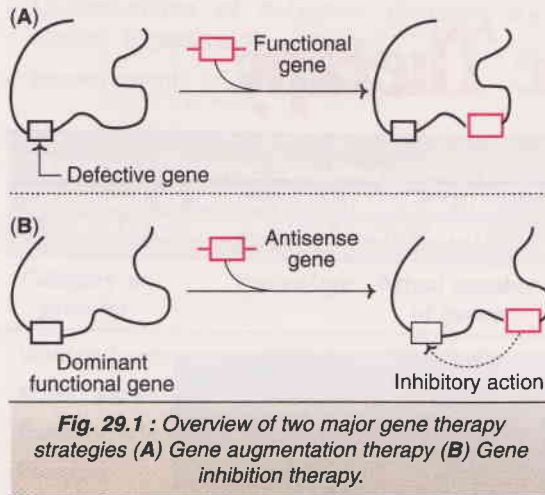 (A)
Functional
gene
Defective gene
(B)
Antisense
gene
Dominant
functional gene
Inhibitory action
Fig. 29.1 : Overview of two major gene therapy
strategies (A) Gene augmentation therapy (B) Gene
inhibition therapy.